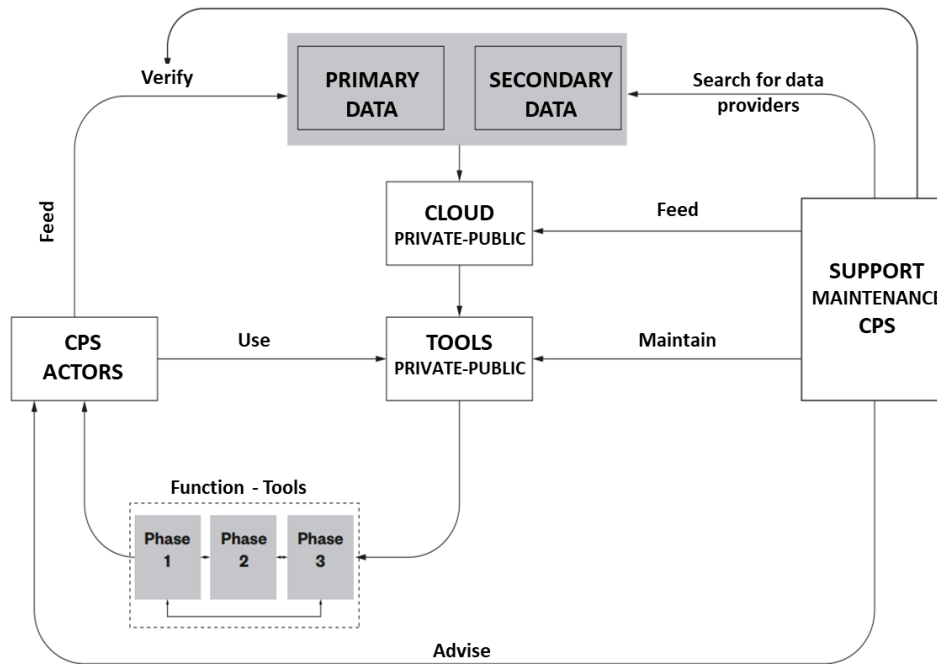 Verify
PRIMARY
DATA
SECONDARY
DATA
Search for data
providers
Feed
CLOUD
PRIVATE-PUBLIC
Feed
SUPPORT
MAINTENANCE
CPS
CPS
ACTORS
Use
TOOLS
PRIVATE-PUBLIC
Maintain
Function - Tools
Phase
1
Phase
2
Phase
3
Advise